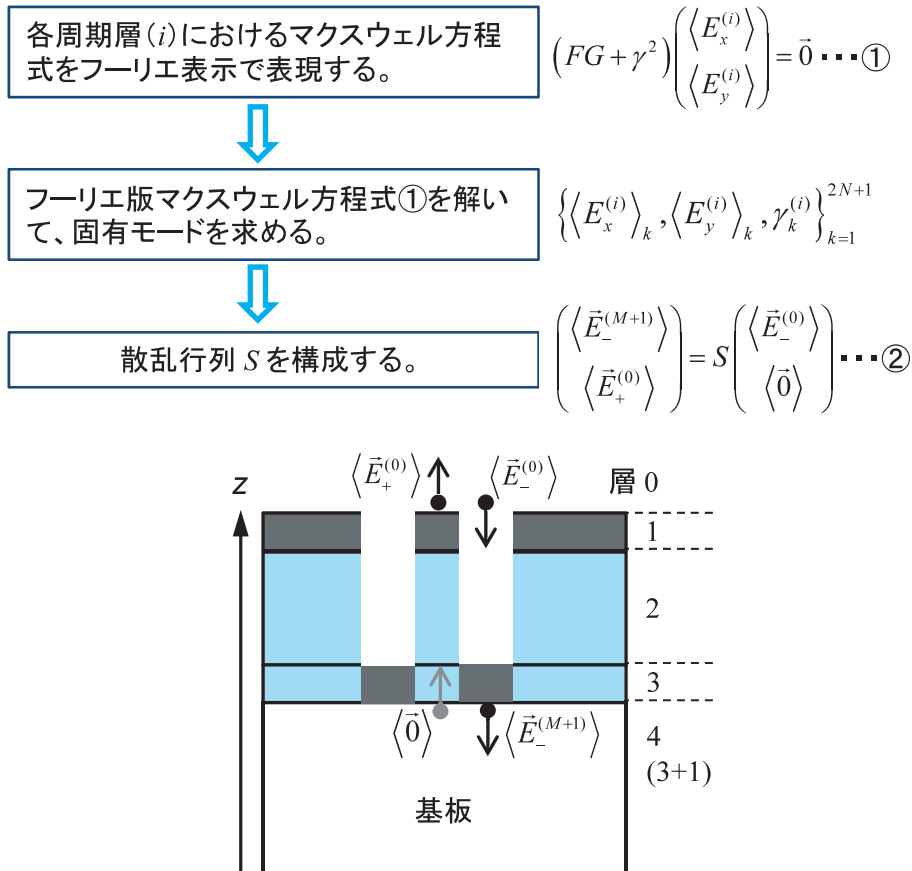 各周期層(i)におけるマクスウェル方程
式をフーリエ表示で表現する。
(FG+γ²)(⟨E_x^(i)⟩ ⟨E_y^(i)⟩) = 0⃗ ･･･①
フーリエ版マクスウェル方程式①を解い
て、固有モードを求める。
{⟨E_x^(i)⟩_k, ⟨E_y^(i)⟩_k, γ_k^(i)}_{k=1}^{2N+1}
散乱行列 S を構成する。
(⟨E⃗_-^(M+1)⟩ ⟨E⃗_+^(0)⟩) = S(⟨E⃗_-^(0)⟩ ⟨0⃗⟩) ･･･②
⟨E⃗_+^(0)⟩ ⟨E⃗_-^(0)⟩ 層 0
z
1
2
3
⟨0⃗⟩ ⟨E⃗_-^(M+1)⟩ 4
(3+1)
基板